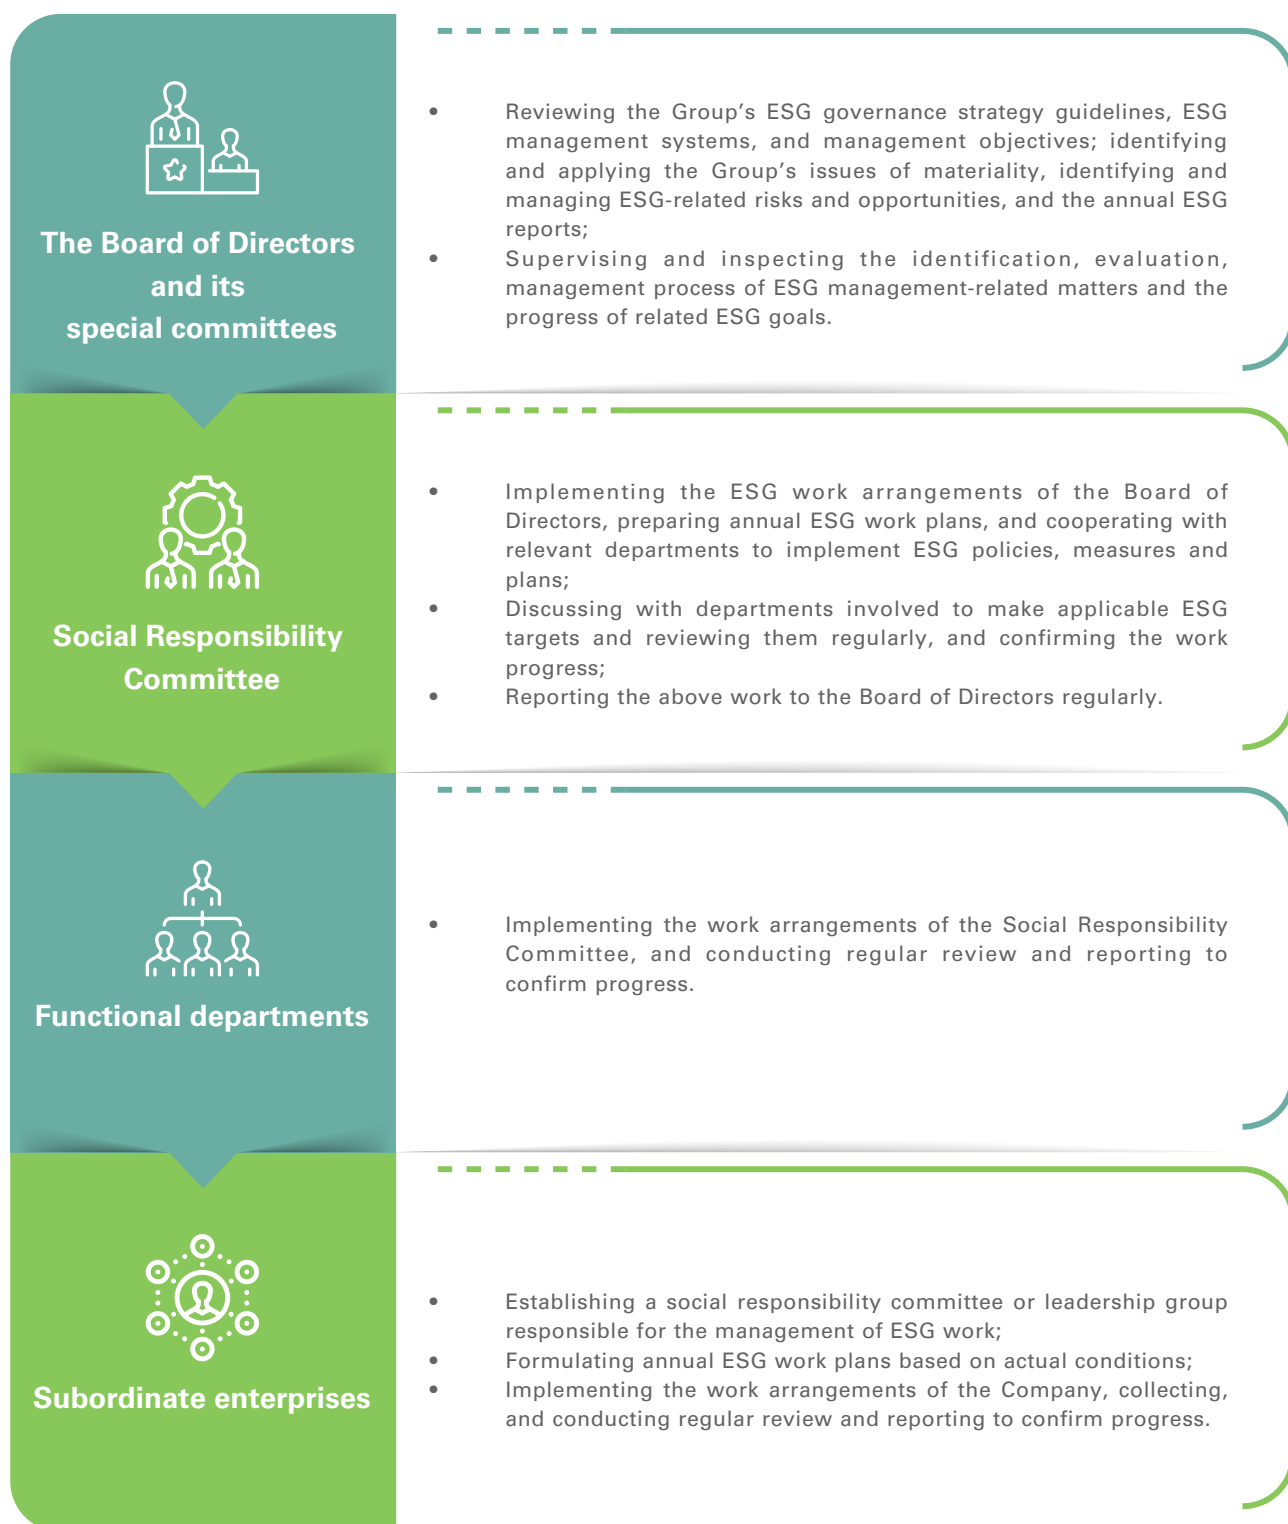 The Board of Directors
and its
special committees
• Reviewing the Group’s ESG governance strategy guidelines, ESG
management systems, and management objectives; identifying
and applying the Group’s issues of materiality, identifying and
managing ESG-related risks and opportunities, and the annual ESG
reports;
• Supervising and inspecting the identification, evaluation,
management process of ESG management-related matters and the
progress of related ESG goals.
Social Responsibility
Committee
• Implementing the ESG work arrangements of the Board of
Directors, preparing annual ESG work plans, and cooperating with
relevant departments to implement ESG policies, measures and
plans;
• Discussing with departments involved to make applicable ESG
targets and reviewing them regularly, and confirming the work
progress;
• Reporting the above work to the Board of Directors regularly.
Functional departments
• Implementing the work arrangements of the Social Responsibility
Committee, and conducting regular review and reporting to
confirm progress.
Subordinate enterprises
• Establishing a social responsibility committee or leadership group
responsible for the management of ESG work;
• Formulating annual ESG work plans based on actual conditions;
• Implementing the work arrangements of the Company, collecting,
and conducting regular review and reporting to confirm progress.